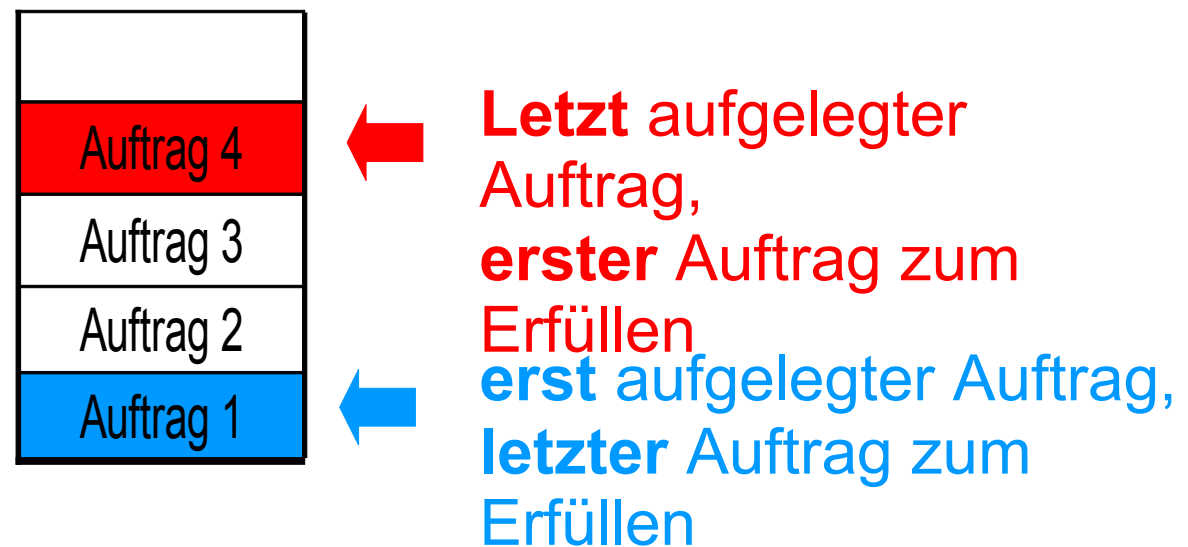 Auftrag 4
Auftrag 3
Auftrag 2
Auftrag 1
Letzt aufgelegter
Auftrag,
erster Auftrag zum
Erfüllen
erst aufgelegter Auftrag,
letzter Auftrag zum
Erfüllen